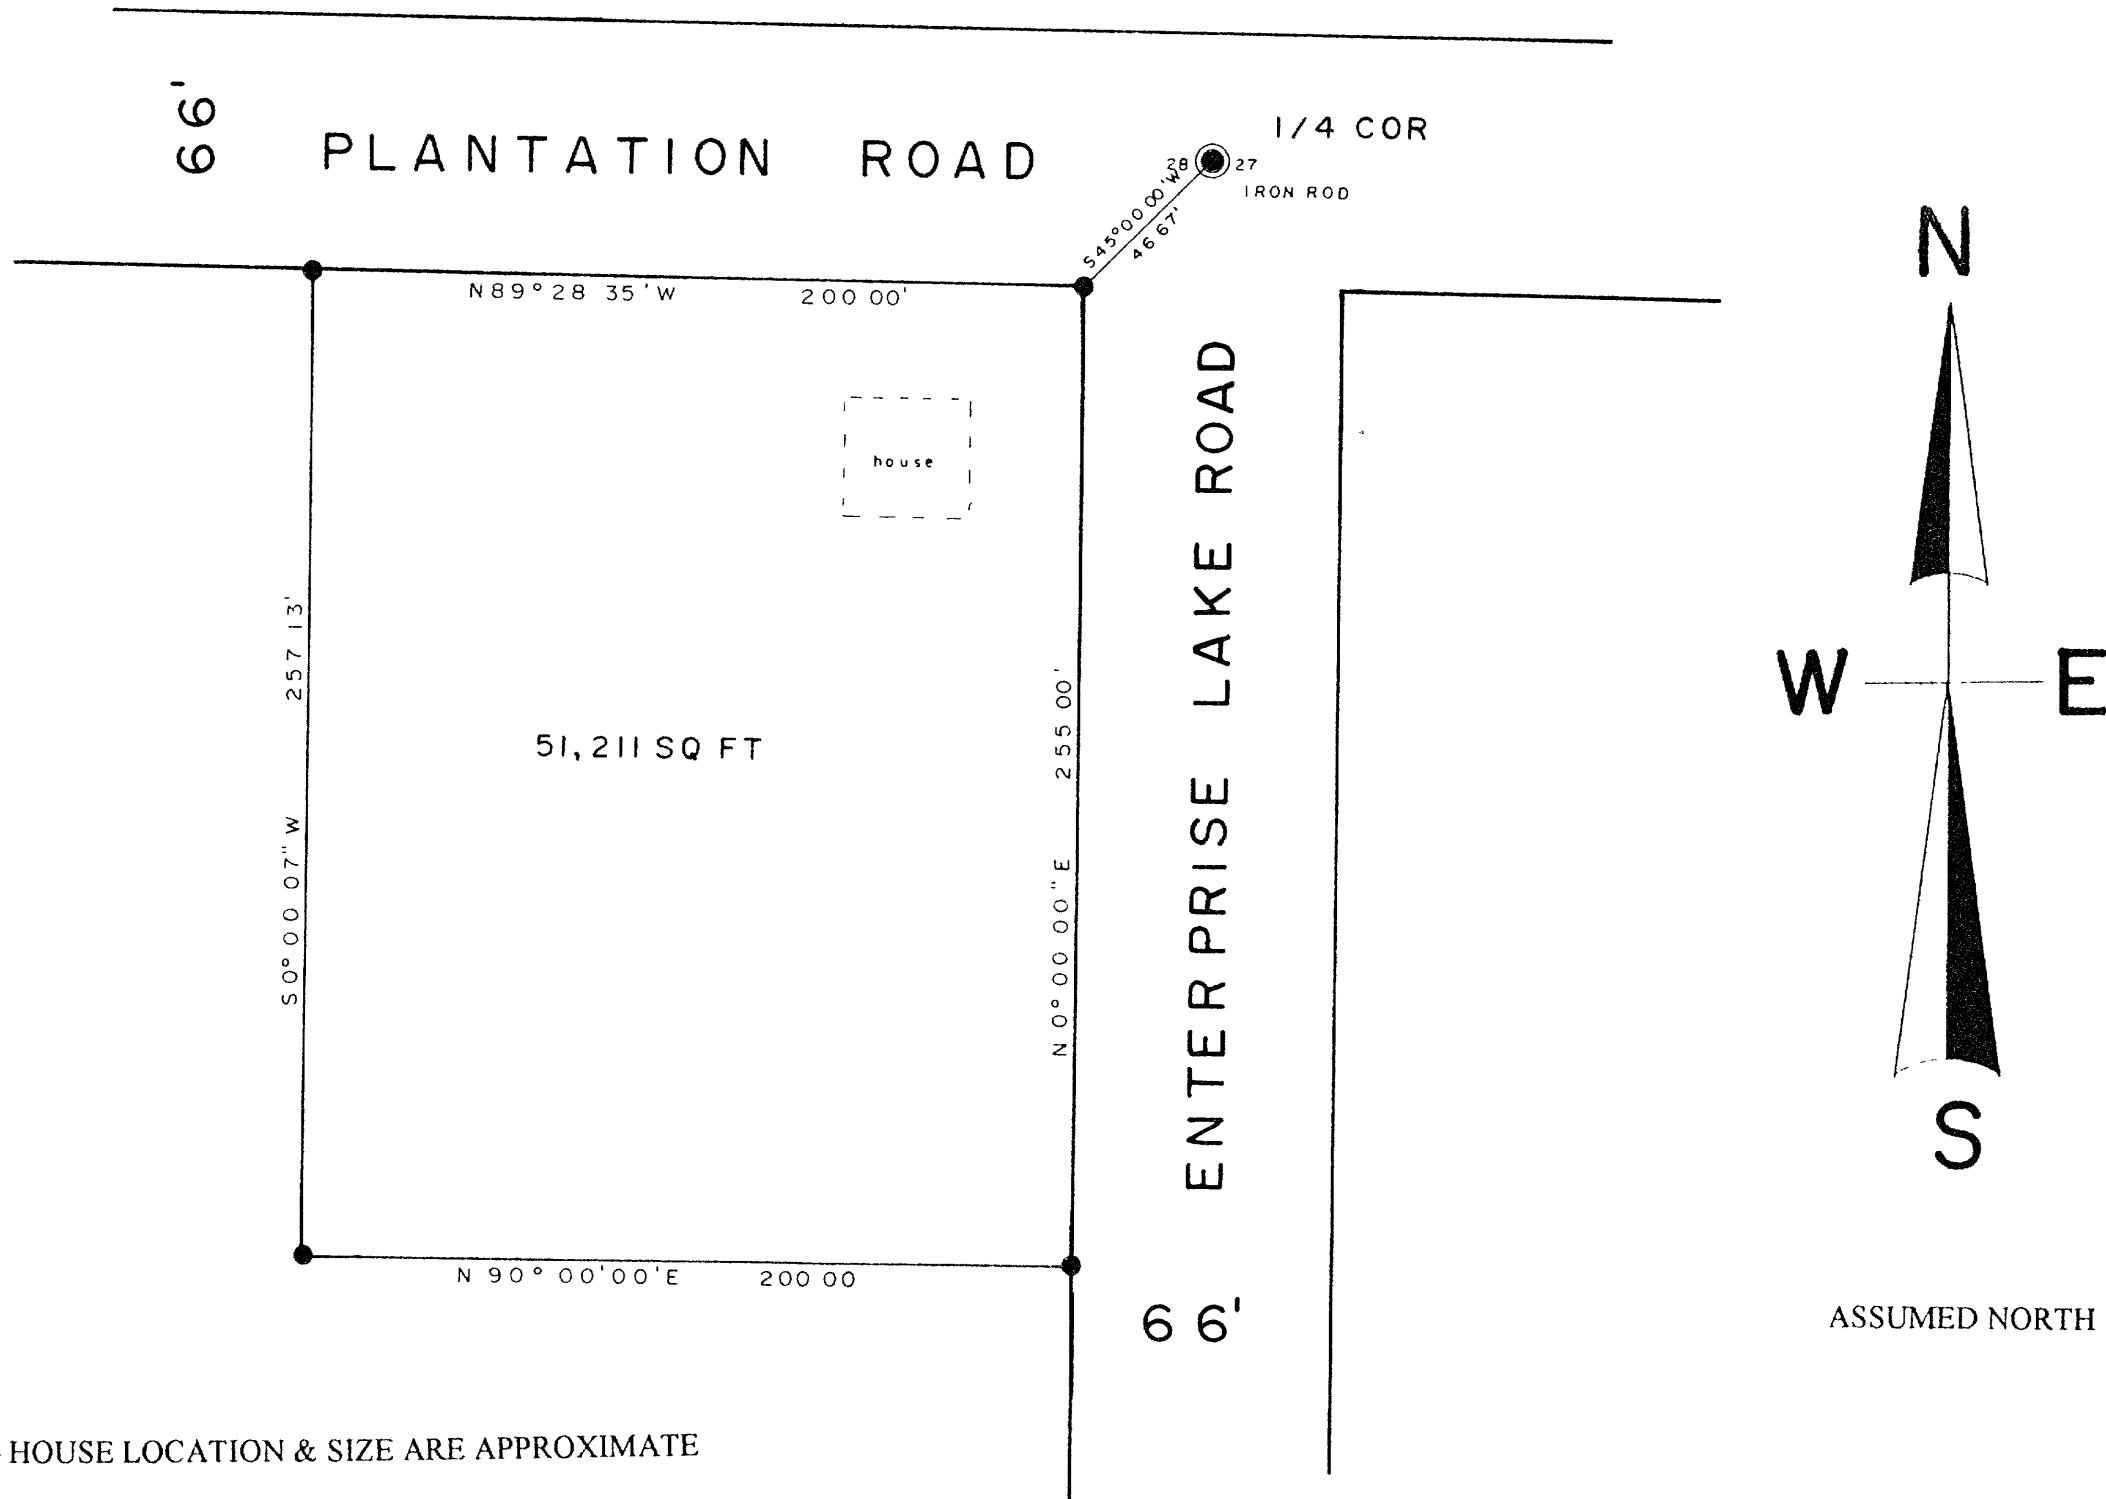 66'
PLANTATION ROAD
1/4 COR
28
27
IRON ROD
S45°00 00'W
46 67'
N89°28 35'W 200 00'
N
house
ENTERPRISE LAKE ROAD
257 13'
S0°00 07"W
255 00'
N0°00 00"E
51,211 SQ FT
W
E
S
N 90°00'00'E 200 00
66'
ASSUMED NORTH
HOUSE LOCATION & SIZE ARE APPROXIMATE